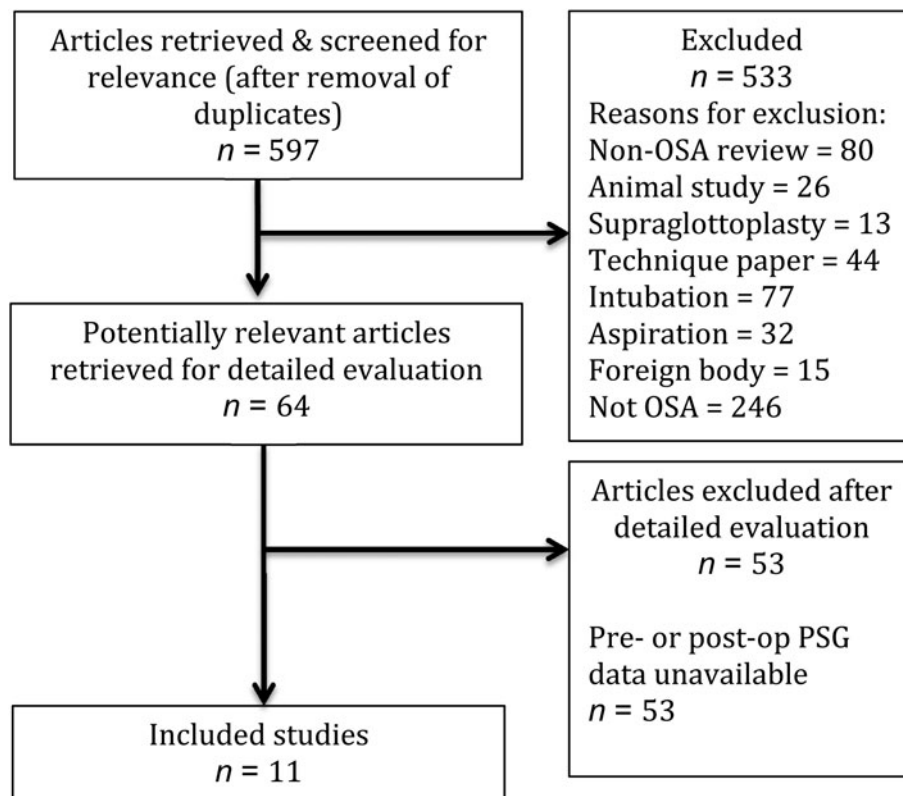 Articles retrieved & screened for
relevance (after removal of
duplicates)
n = 597
Excluded
n = 533
Reasons for exclusion:
Non-OSA review = 80
Animal study = 26
Supraglottoplasty = 13
Technique paper = 44
Intubation = 77
Aspiration = 32
Foreign body = 15
Not OSA = 246
Potentially relevant articles
retrieved for detailed evaluation
n = 64
Articles excluded after
detailed evaluation
n = 53
Pre- or post-op PSG
data unavailable
n = 53
Included studies
n = 11